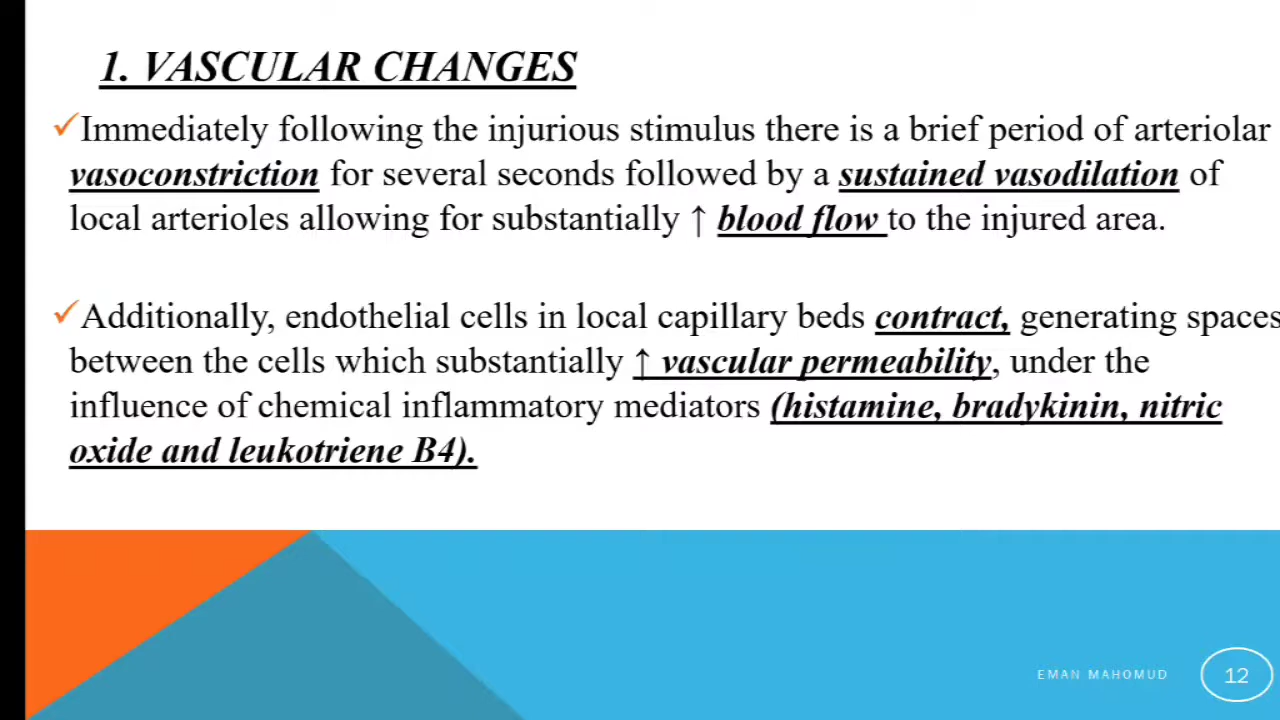 1. VASCULAR CHANGES
✓Immediately following the injurious stimulus there is a brief period of arteriolar
vasoconstriction for several seconds followed by a sustained vasodilation of
local arterioles allowing for substantially ↑ blood flow to the injured area.
✓Additionally, endothelial cells in local capillary beds contract, generating spaces
between the cells which substantially ↑ vascular permeability, under the
influence of chemical inflammatory mediators (histamine, bradykinin, nitric
oxide and leukotriene B4).
EMAN MAHOMUD
12